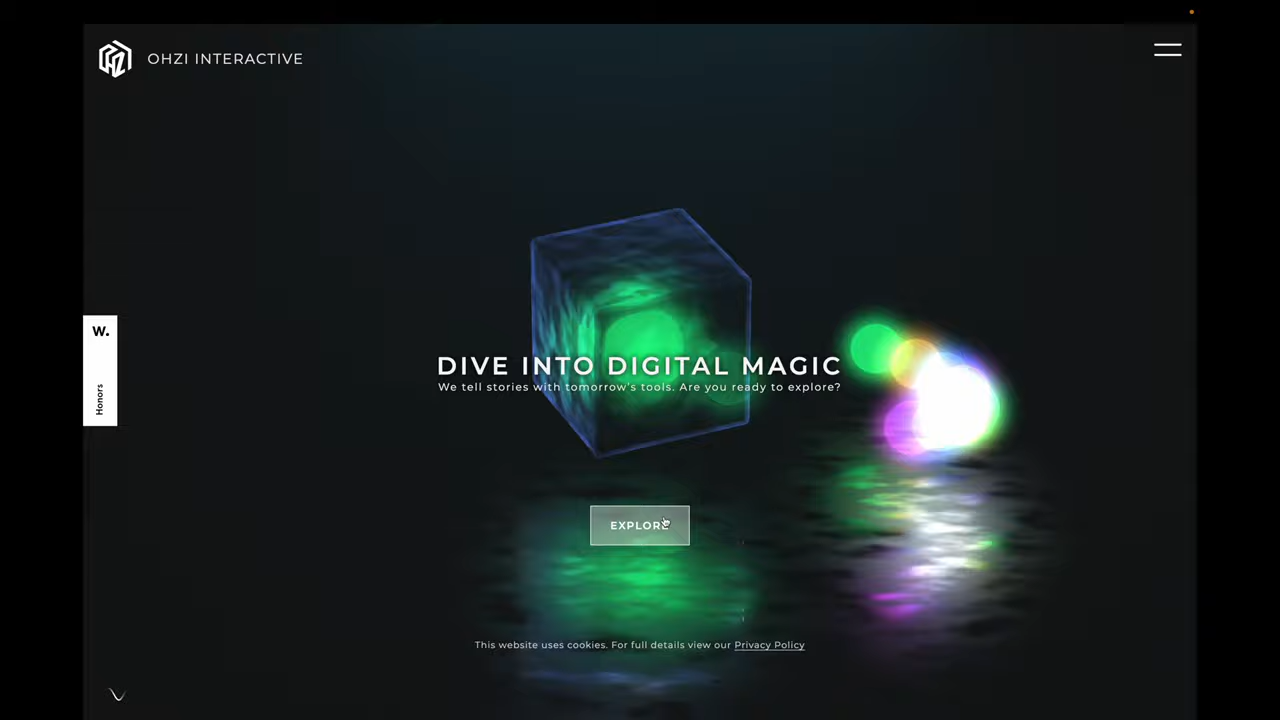 OHZI INTERACTIVE
DIVE INTO DIGITAL MAGIC
We tell stories with tomorrow's tools. Are you ready to explore?
W.
Honors
EXPLORE
This website uses cookies. For full details view our Privacy Policy